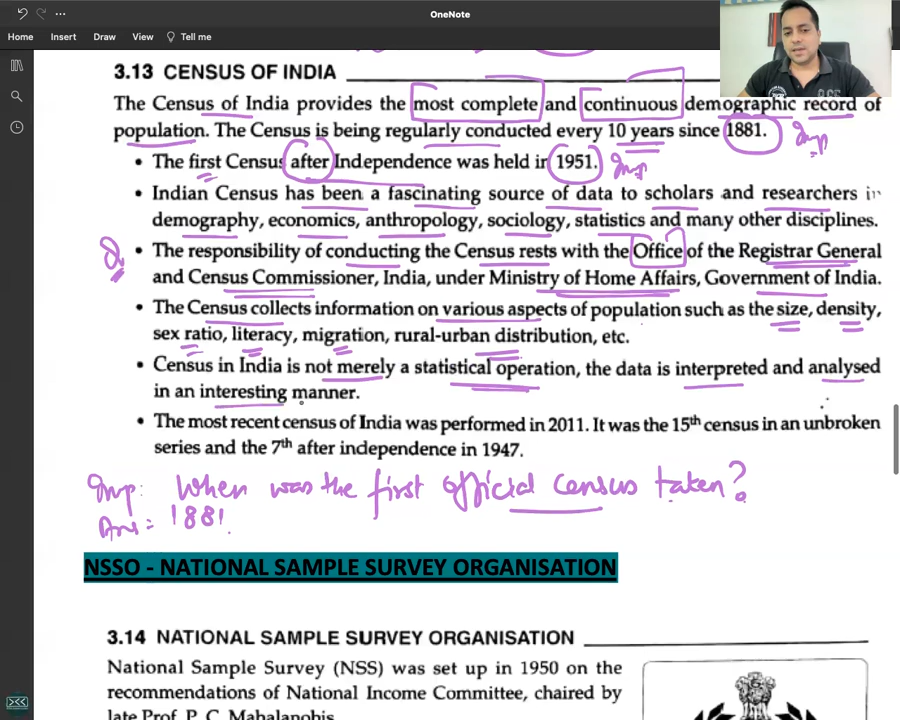 OneNote
Home Insert Draw View Tell me
3.13 CENSUS OF INDIA
The Census of India provides the most complete and continuous demographic record of
population. The Census is being regularly conducted every 10 years since 1881. Imp
• The first Census after Independence was held in 1951. Imp
• Indian Census has been a fascinating source of data to scholars and researchers in
demography, economics, anthropology, sociology, statistics and many other disciplines.
Q • The responsibility of conducting the Census rests with the Office of the Registrar General
and Census Commissioner, India, under Ministry of Home Affairs, Government of India.
• The Census collects information on various aspects of population such as the size, density,
sex ratio, literacy, migration, rural-urban distribution, etc.
• Census in India is not merely a statistical operation, the data is interpreted and analysed
in an interesting manner.
• The most recent census of India was performed in 2011. It was the 15th census in an unbroken
series and the 7th after independence in 1947.
Imp: When was the first official census taken?
Ans = 1881.
NSSO - NATIONAL SAMPLE SURVEY ORGANISATION
3.14 NATIONAL SAMPLE SURVEY ORGANISATION
National Sample Survey (NSS) was set up in 1950 on the
recommendations of National Income Committee, chaired by
late Prof. P. C. Mahalanobis